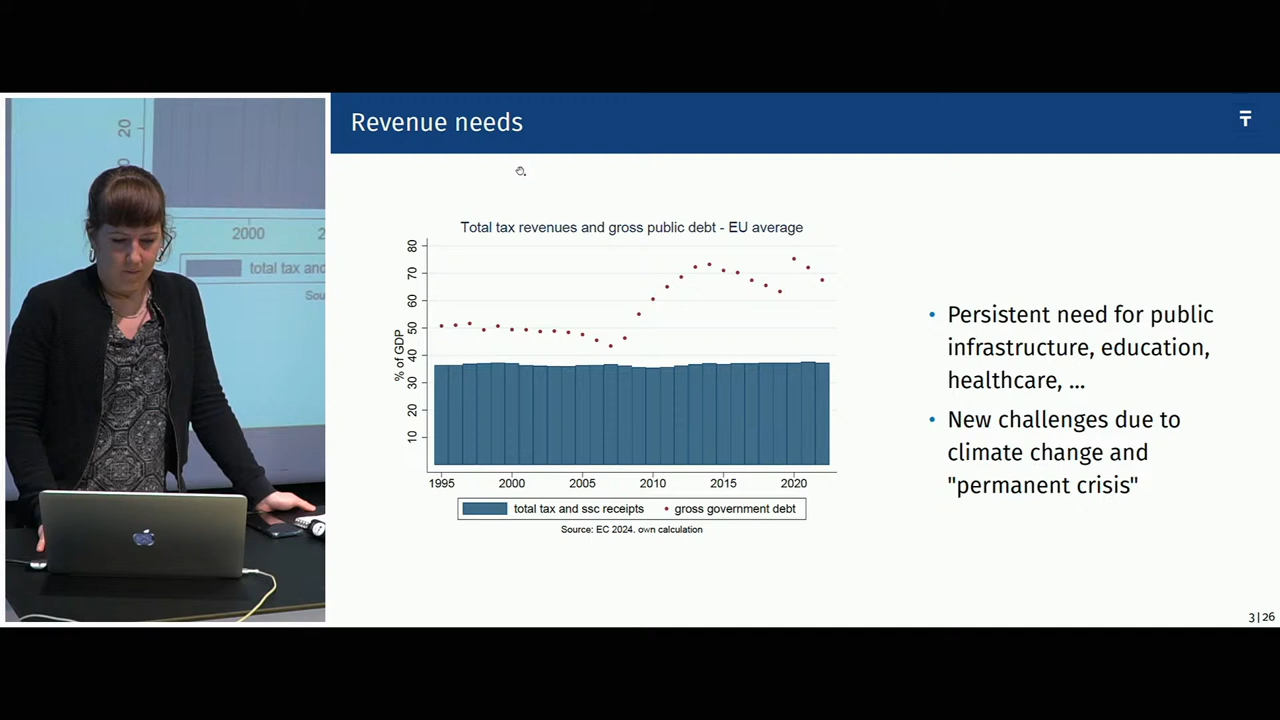 20
2000
total tax and
Sou
Revenue needs
Total tax revenues and gross public debt - EU average
% of GDP
80
70
60
50
40
30
20
10
1995 2000 2005 2010 2015 2020
total tax and ssc receipts gross government debt
Source: EC 2024. own calculation
• Persistent need for public
infrastructure, education,
healthcare, ...
• New challenges due to
climate change and
"permanent crisis"
3|26